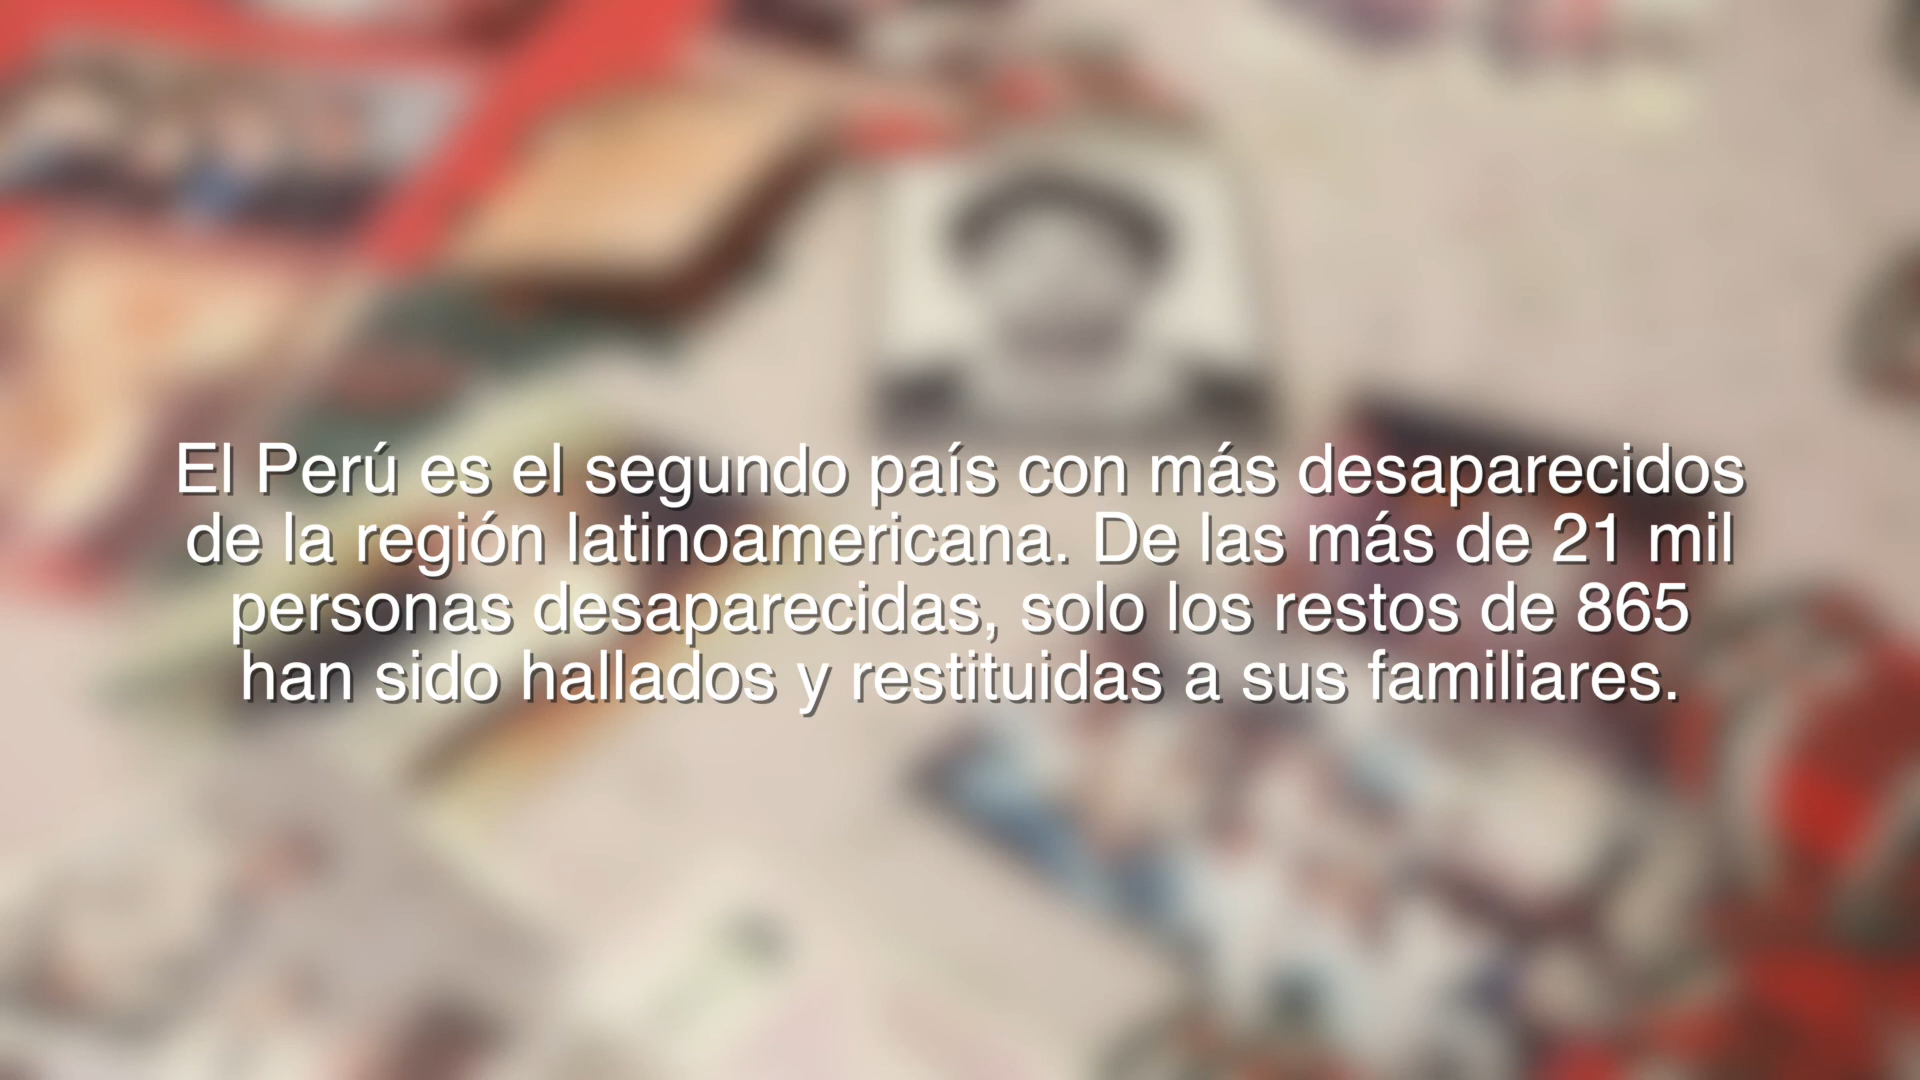 El Perú es el segundo país con más desaparecidos
de la región latinoamericana. De las más de 21 mil
personas desaparecidas, solo los restos de 865
han sido hallados y restituidas a sus familiares.